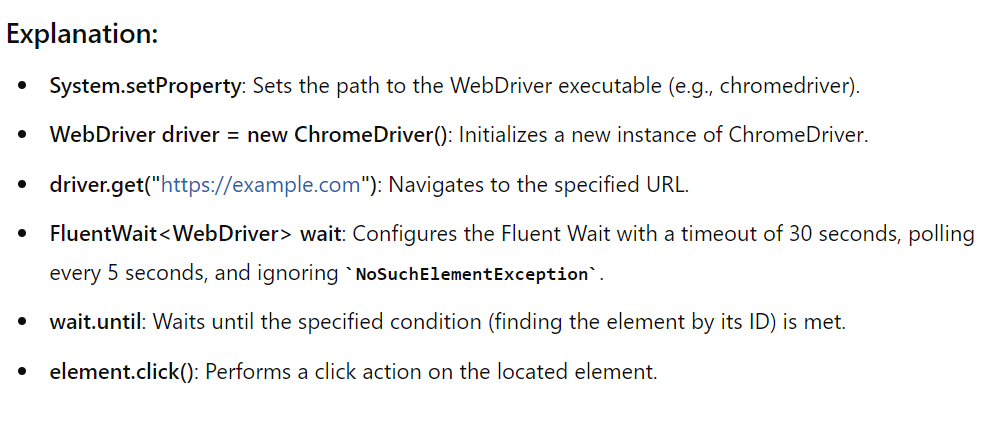 Explanation:
• System.setProperty: Sets the path to the WebDriver executable (e.g., chromedriver).
• WebDriver driver = new ChromeDriver(): Initializes a new instance of ChromeDriver.
• driver.get("https://example.com"): Navigates to the specified URL.
• FluentWait<WebDriver> wait: Configures the Fluent Wait with a timeout of 30 seconds, polling
every 5 seconds, and ignoring `NoSuchElementException`.
• wait.until: Waits until the specified condition (finding the element by its ID) is met.
• element.click(): Performs a click action on the located element.